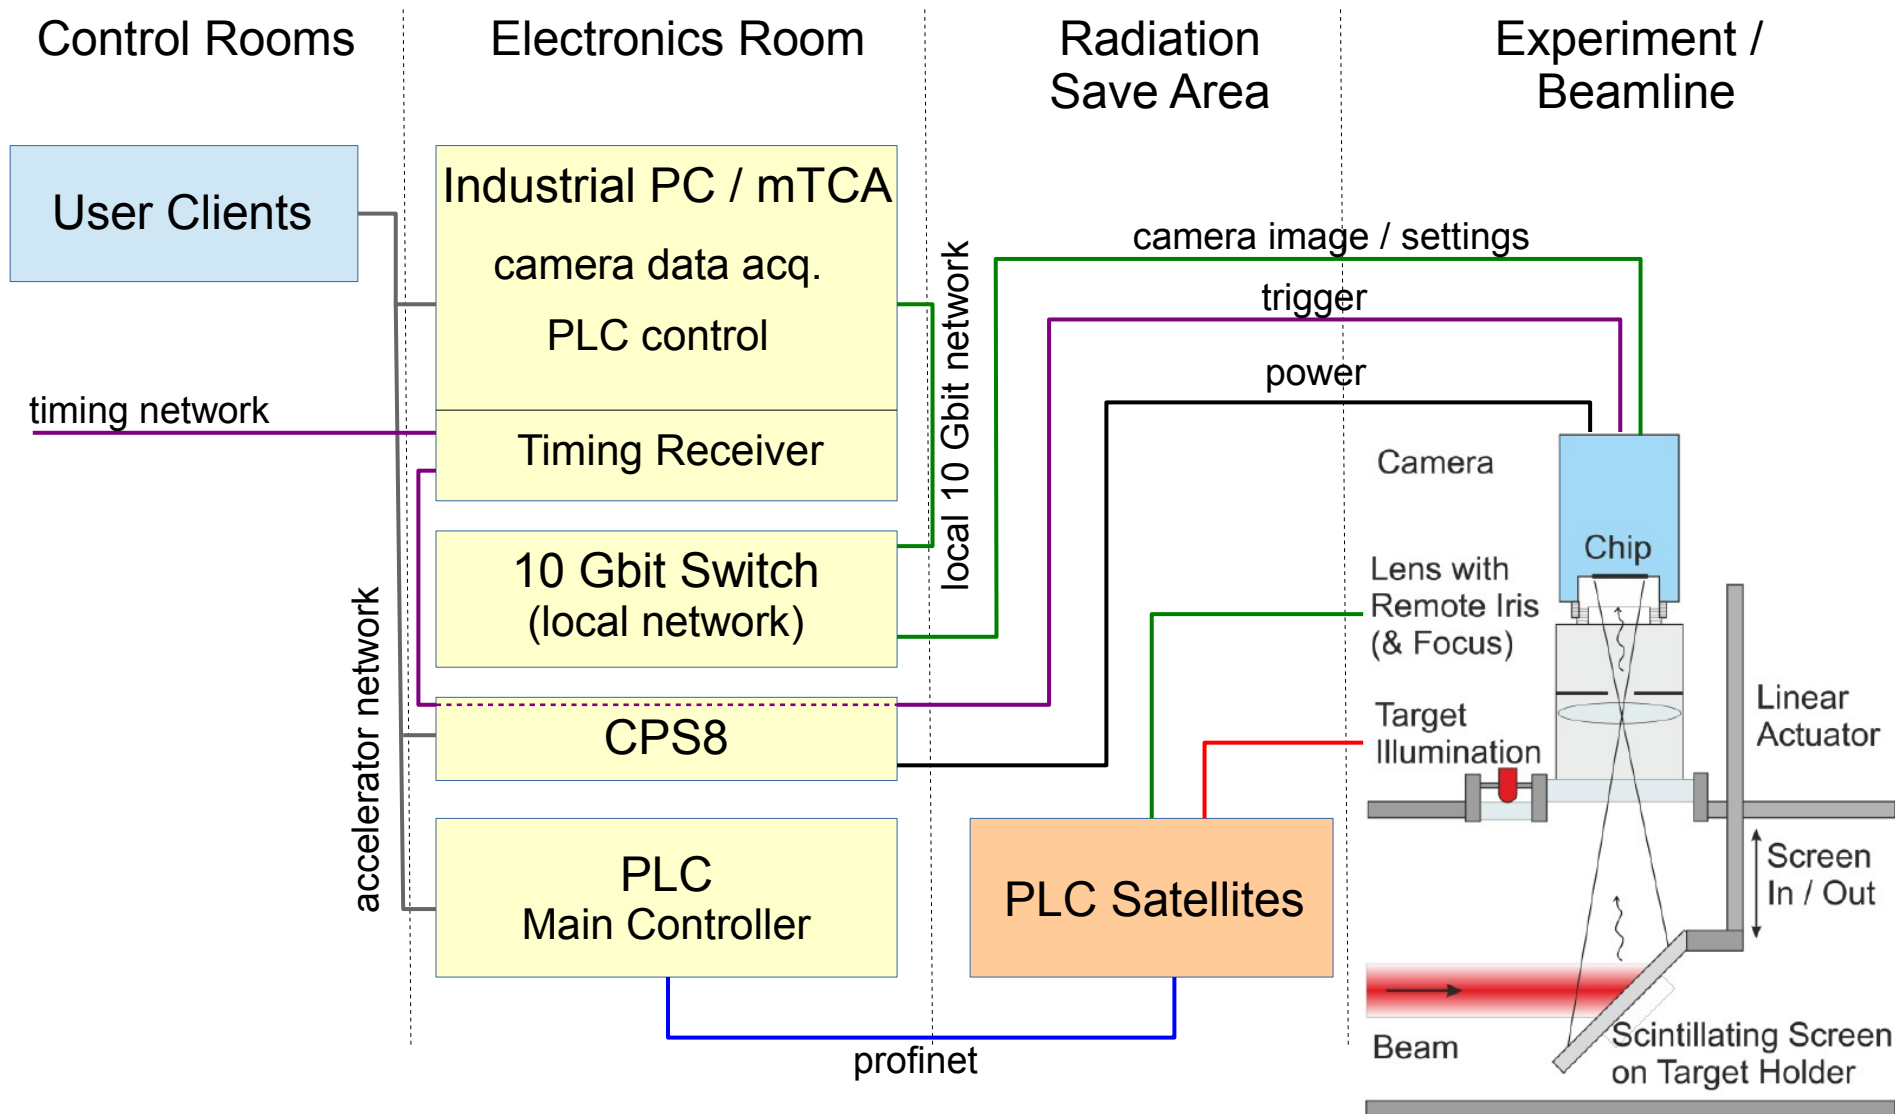 Control Rooms
Electronics Room
Radiation
Save Area
Experiment /
Beamline
User Clients
timing network
accelerator network
Industrial PC / mTCA
camera data acq.
PLC control
Timing Receiver
10 Gbit Switch
(local network)
CPS8
PLC
Main Controller
local 10 Gbit network
camera image / settings
trigger
power
PLC Satellites
profinet
Camera
Chip
Lens with
Remote Iris
(& Focus)
Target
Illumination
Linear
Actuator
Screen
In / Out
Beam
Scintillating Screen
on Target Holder